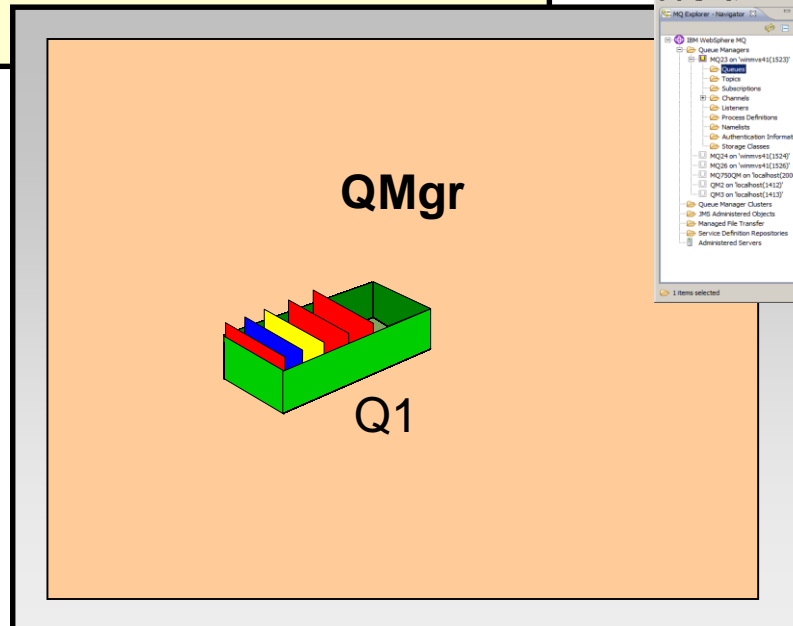 MQ Explorer - Navigator
IBM WebSphere MQ
Queue Managers
MQ23 on 'winmvs41(1523)'
Queues
Topics
Subscriptions
Channels
Listeners
Process Definitions
Namelists
Authentication Informat
Storage Classes
MQ24 on 'winmvs41(1524)'
MQ26 on 'winmvs41(1526)'
MQ750QM on 'localhost(200
QM2 on 'localhost(1412)'
QM3 on 'localhost(1413)'
Queue Manager Clusters
JMS Administered Objects
Managed File Transfer
Service Definition Repositories
Administered Servers
1 items selected
QMgr
Q1